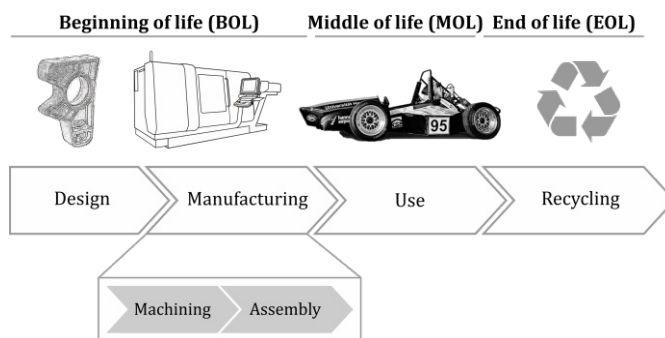 Beginning of life (BOL)
Middle of life (MOL)
End of life (EOL)
95
Design
Manufacturing
Use
Recycling
Machining
Assembly